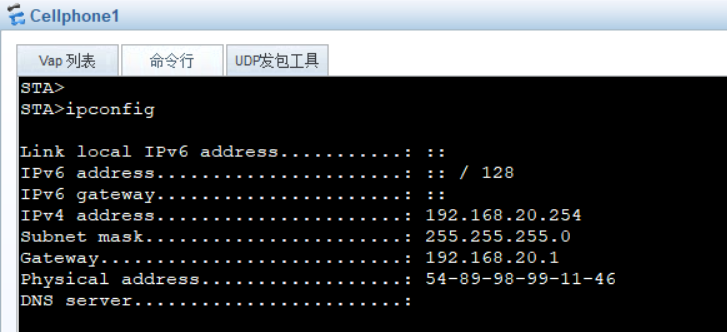 Cellphone1
Vap 列表 命令行 UDP发包工具
STA>
STA>ipconfig
Link local IPv6 address...........: ::
IPv6 address......................: :: / 128
IPv6 gateway......................: ::
IPv4 address......................: 192.168.20.254
Subnet mask.......................: 255.255.255.0
Gateway...........................: 192.168.20.1
Physical address..................: 54-89-98-99-11-46
DNS server........................: